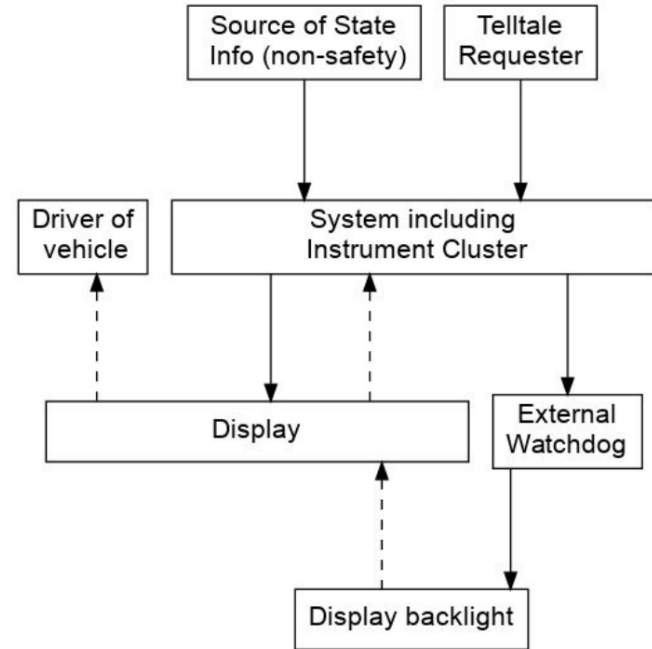 Source of State
Info (non-safety)
Telltale
Requester
Driver of
vehicle
System including
Instrument Cluster
Display
External
Watchdog
Display backlight